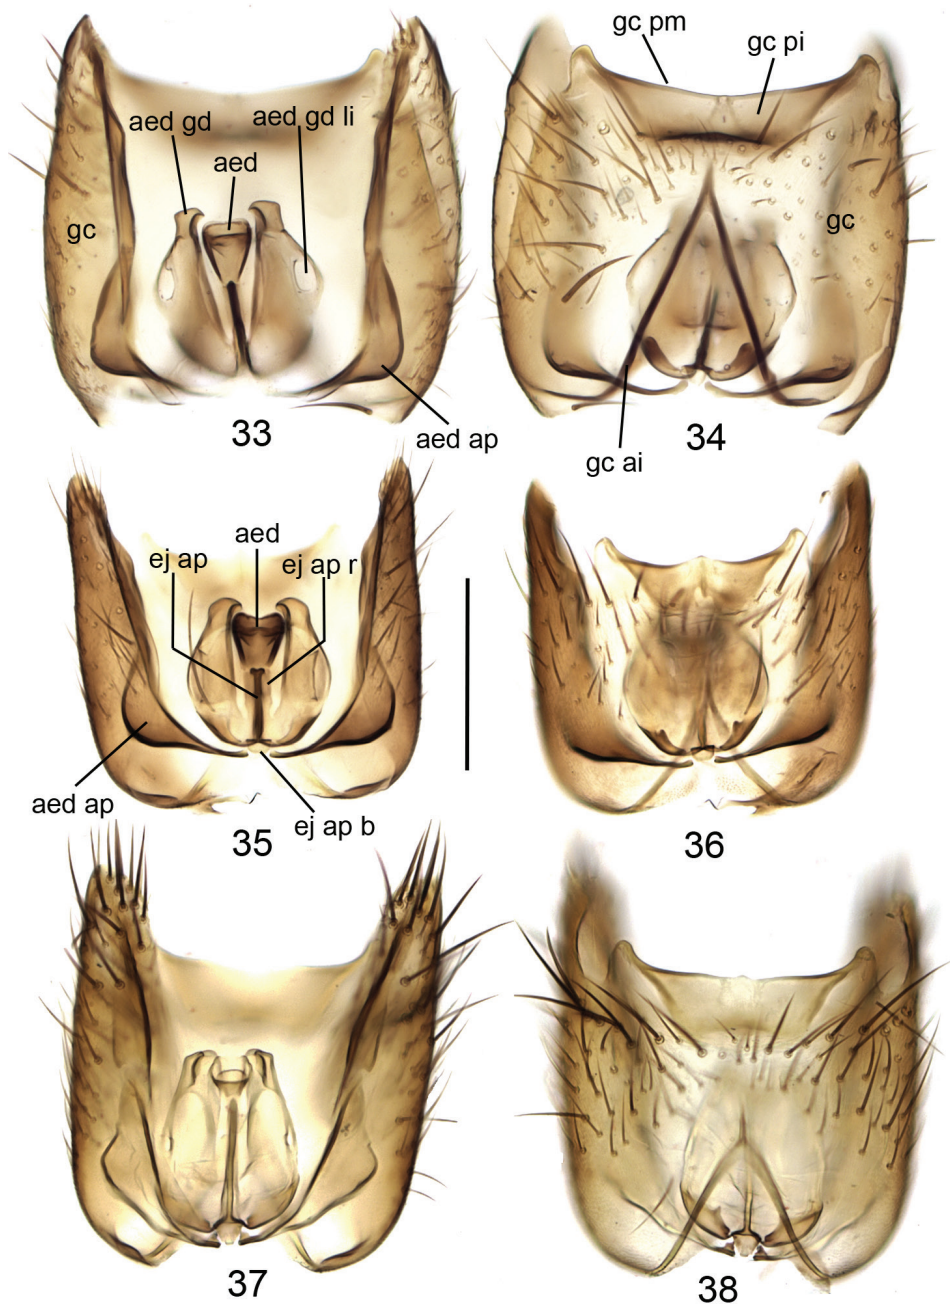 gc pm
gc pi
aed gd
aed gd li
aed
gc
gc
33
aed ap
34
gc ai
ej ap
aed
ej ap r
aed ap
35
ej ap b
36
37
38